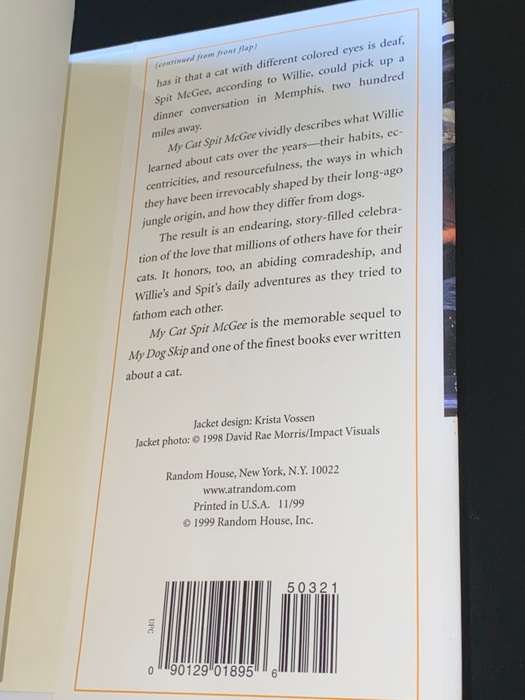 (continued from front flap)
has it that a cat with different colored eyes is deaf,
Spit McGee, according to Willie, could pick up a
dinner conversation in Memphis, two hundred
miles away.
My Cat Spit McGee vividly describes what Willie
learned about cats over the years—their habits, ec-
centricities, and resourcefulness, the ways in which
they have been irrevocably shaped by their long-ago
jungle origin, and how they differ from dogs.
The result is an endearing, story-filled celebra-
tion of the love that millions of others have for their
cats. It honors, too, an abiding comradeship, and
Willie's and Spit's daily adventures as they tried to
fathom each other.
My Cat Spit McGee is the memorable sequel to
My Dog Skip and one of the finest books ever written
about a cat.
Jacket design: Krista Vossen
Jacket photo: © 1998 David Rae Morris/Impact Visuals
Random House, New York, N.Y. 10022
www.atrandom.com
Printed in U.S.A. 11/99
© 1999 Random House, Inc.
50321
UPC
0 90129 01895 6